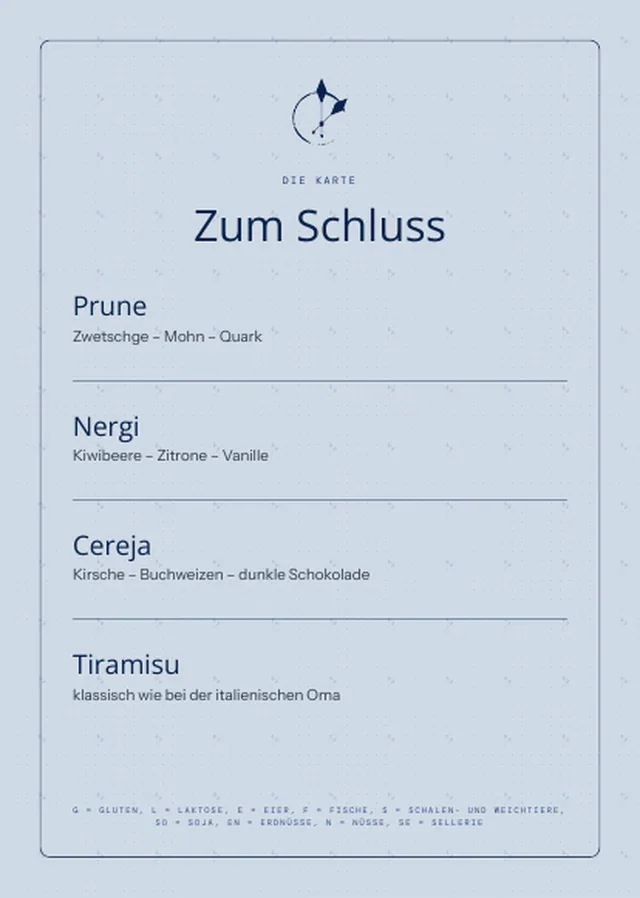 DIE KARTE
Zum Schluss
Prune
Zwetschge – Mohn – Quark
Nergi
Kiwibeere – Zitrone – Vanille
Cereja
Kirsche – Buchweizen – dunkle Schokolade
Tiramisu
klassisch wie bei der italienischen Oma
G = GLUTEN, L = LAKTOSE, E = EIER, F = FISCHE, S = SCHALEN- UND WEICHTIERE,
SO = SOJA, EN = ERDNÜSSE, N = NÜSSE, SE = SELLERIE